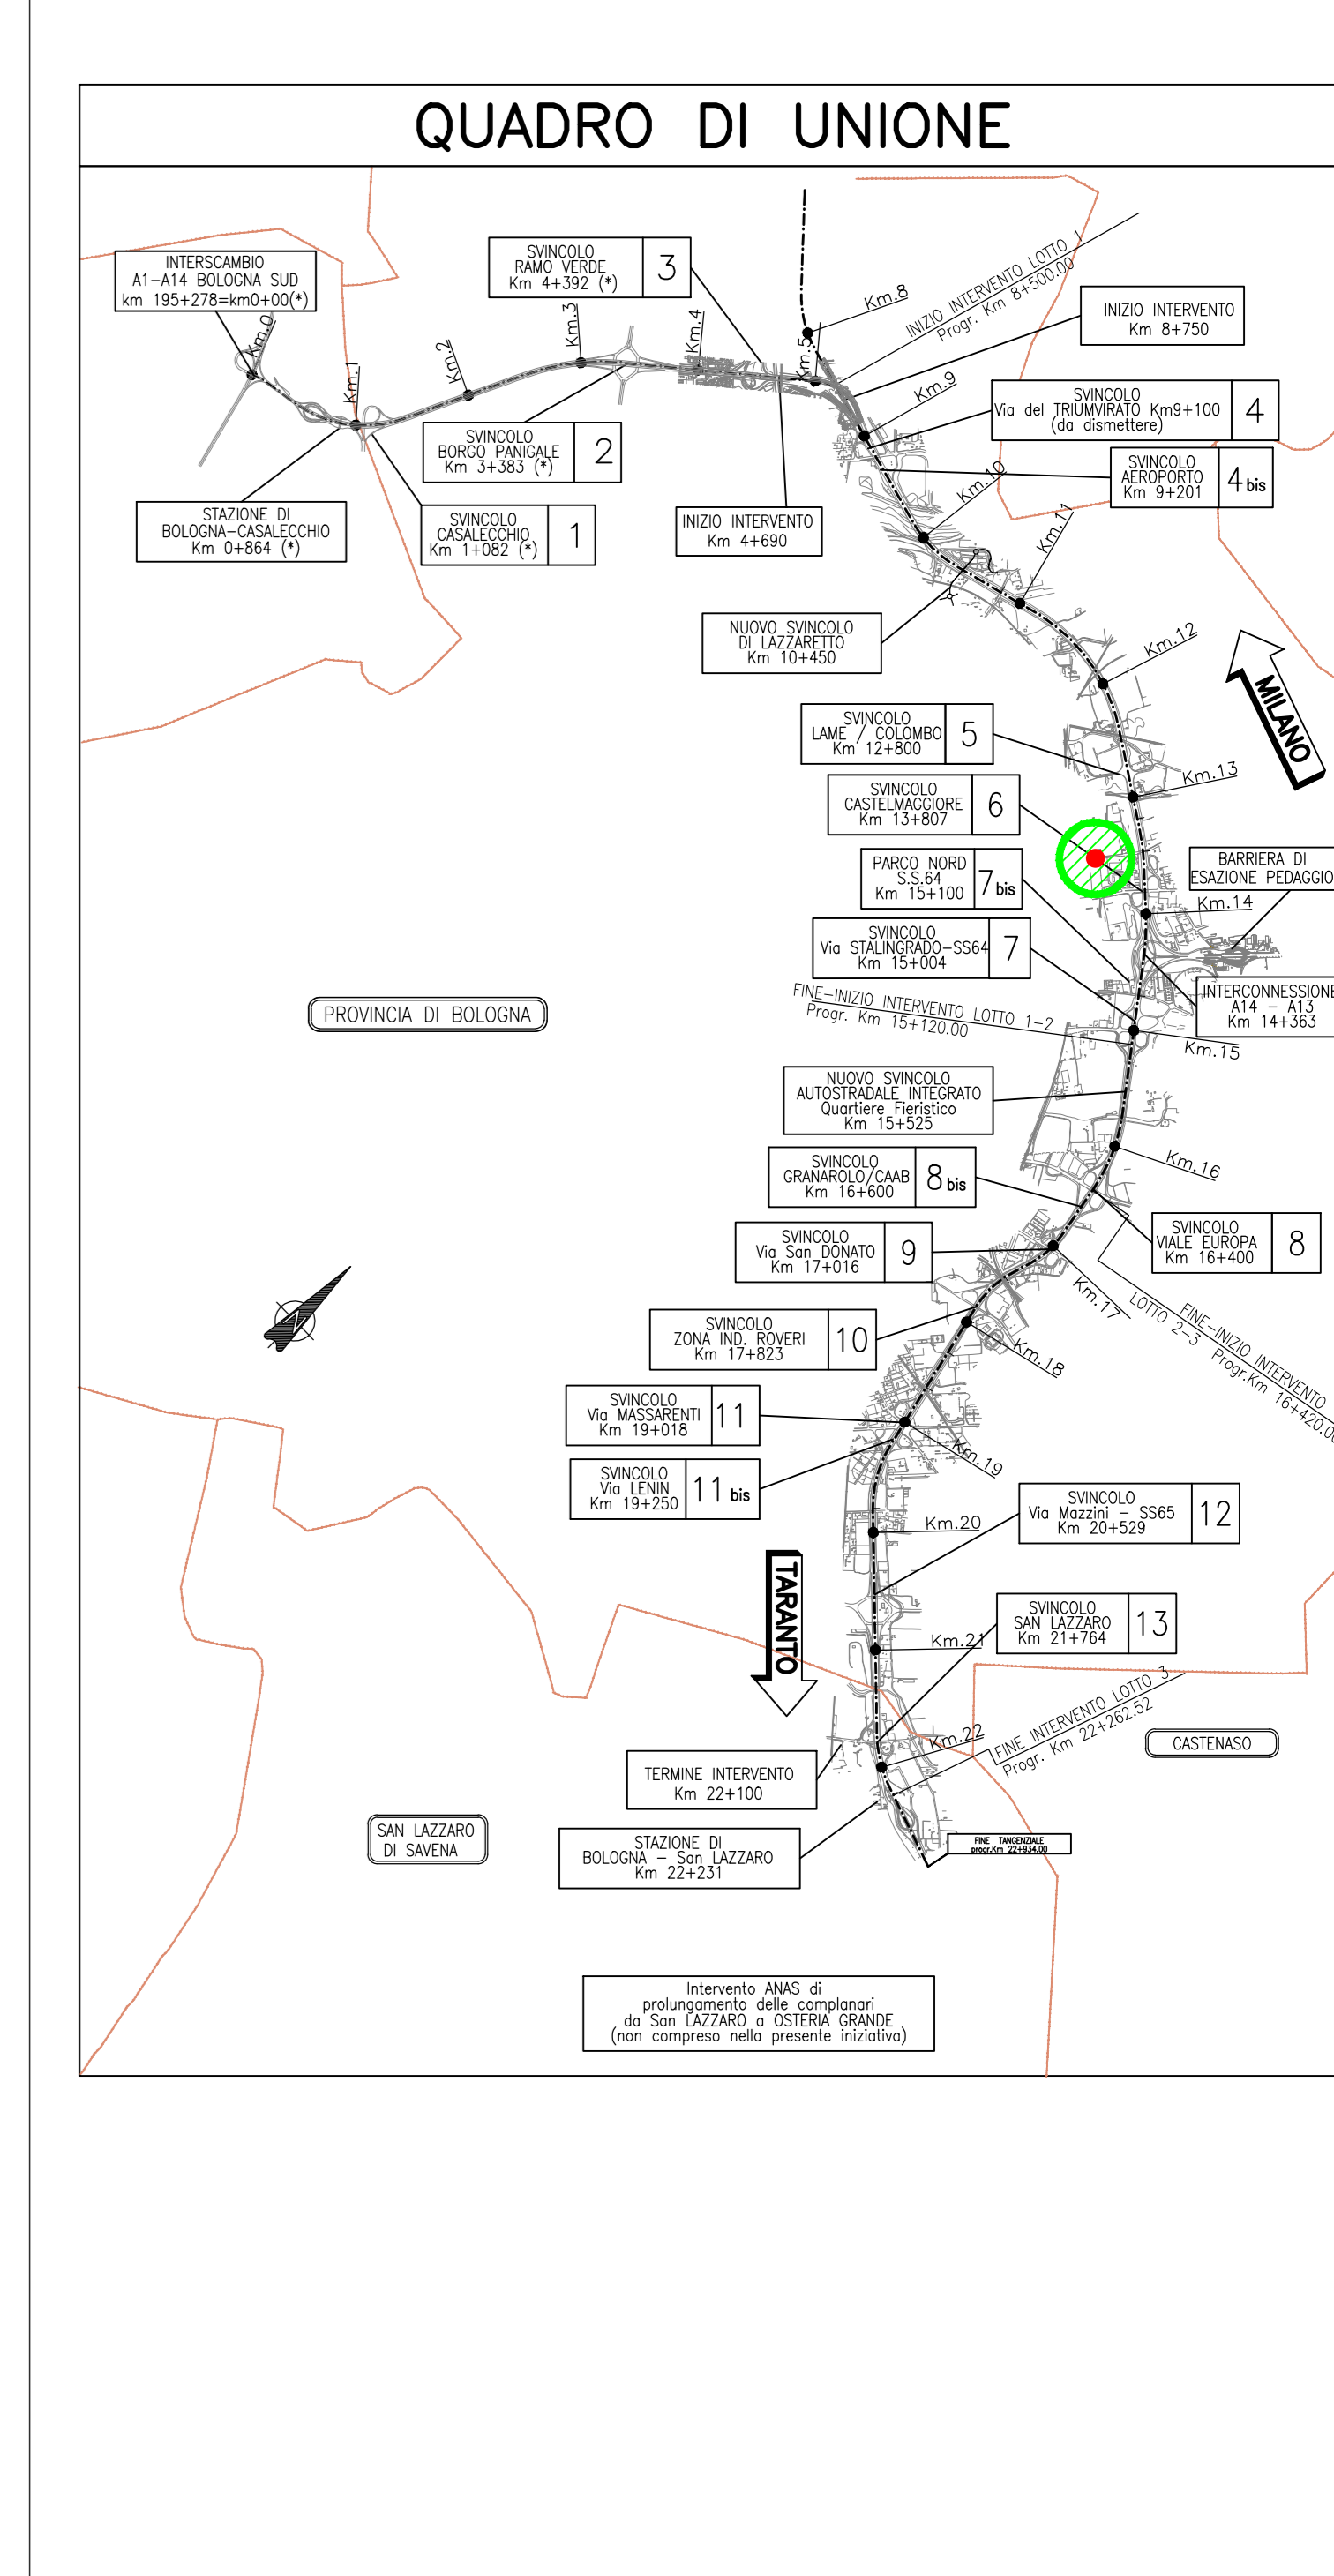 QUADRO DI UNIONE
INTERSCAMBIO
A1-A14 BOLOGNA SUD
km 195+278=km0+00(*)
SVINCOLO
RAMO VERDE
Km 4+392 (*)
3
Km.0
Km.1
Km.2
Km.3
Km.4
Km.5
Km.8
INIZIO INTERVENTO LOTTO 1
Progr. Km 8+500.00
INIZIO INTERVENTO
Km 8+750
Km.9
SVINCOLO
Via del TRIUMVIRATO Km9+100
(da dismettere)
4
SVINCOLO
BORGO PANIGALE
Km 3+383 (*)
2
SVINCOLO
AEROPORTO
Km 9+201
4 bis
Km.10
STAZIONE DI
BOLOGNA-CASALECCHIO
Km 0+864 (*)
SVINCOLO
CASALECCHIO
Km 1+082 (*)
1
INIZIO INTERVENTO
Km 4+690
Km.11
NUOVO SVINCOLO
DI LAZZARETTO
Km 10+450
Km.12
MILANO
SVINCOLO
LAME / COLOMBO
Km 12+800
5
Km.13
SVINCOLO
CASTELMAGGIORE
Km 13+807
6
PARCO NORD
S.S.64
Km 15+100
7 bis
BARRIERA DI
ESAZIONE PEDAGGIO
Km.14
SVINCOLO
Via STALINGRADO-SS64
Km 15+004
7
INTERCONNESSIONE
A14 - A13
Km 14+363
PROVINCIA DI BOLOGNA
FINE-INIZIO INTERVENTO LOTTO 1-2
Progr. Km 15+120.00
Km.15
NUOVO SVINCOLO
AUTOSTRADALE INTEGRATO
Quartiere Fieristico
Km 15+525
Km.16
SVINCOLO
GRANAROLO/CAAB
Km 16+600
8 bis
SVINCOLO
VIALE EUROPA
Km 16+400
8
SVINCOLO
Via San DONATO
Km 17+016
9
Km.17
FINE-INIZIO INTERVENTO
LOTTO 2-3 Progr.Km 16+420.00
SVINCOLO
ZONA IND. ROVERI
Km 17+823
10
Km.18
SVINCOLO
Via MASSARENTI
Km 19+018
11
Km.19
SVINCOLO
Via LENIN
Km 19+250
11 bis
SVINCOLO
Via Mazzini - SS65
Km 20+529
12
Km.20
TARANTO
SVINCOLO
SAN LAZZARO
Km 21+764
13
Km.21
FINE INTERVENTO LOTTO 3
Progr. Km 22+262.52
Km.22
CASTENASO
TERMINE INTERVENTO
Km 22+100
SAN LAZZARO
DI SAVENA
STAZIONE DI
BOLOGNA - San LAZZARO
Km 22+231
FINE TANGENZIALE
progr.Km 22+934.00
Intervento ANAS di
prolungamento delle complanari
da San LAZZARO a OSTERIA GRANDE
(non compreso nella presente iniziativa)